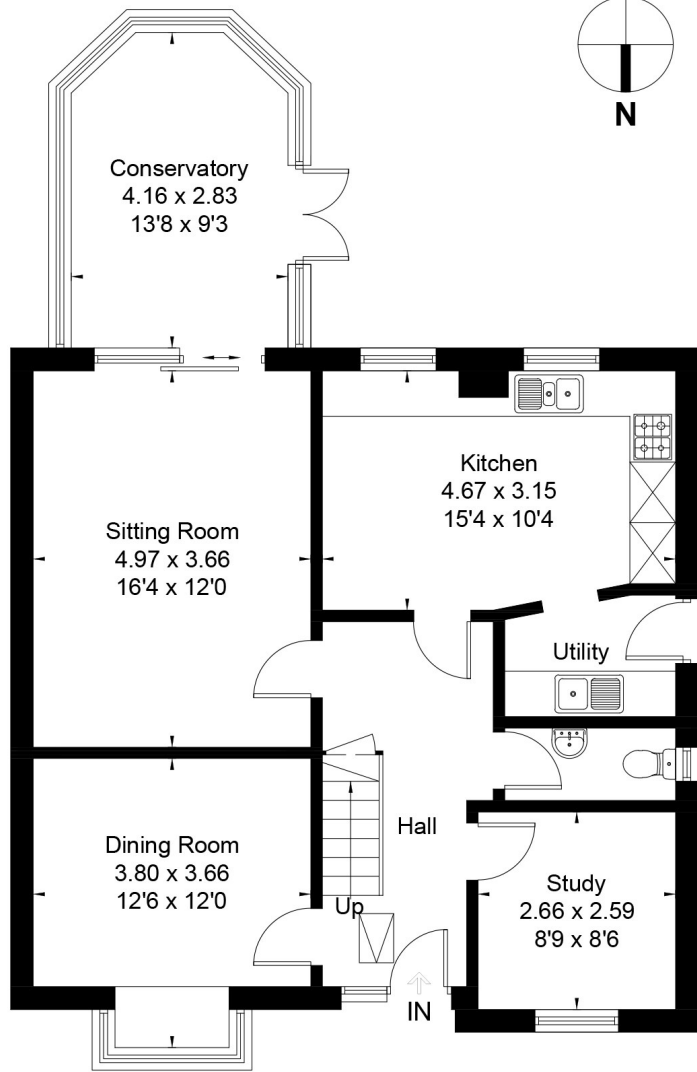 N
Conservatory
4.16 x 2.83
13'8 x 9'3
Kitchen
4.67 x 3.15
15'4 x 10'4
Sitting Room
4.97 x 3.66
16'4 x 12'0
Utility
Dining Room
3.80 x 3.66
12'6 x 12'0
Hall
Up
Study
2.66 x 2.59
8'9 x 8'6
IN